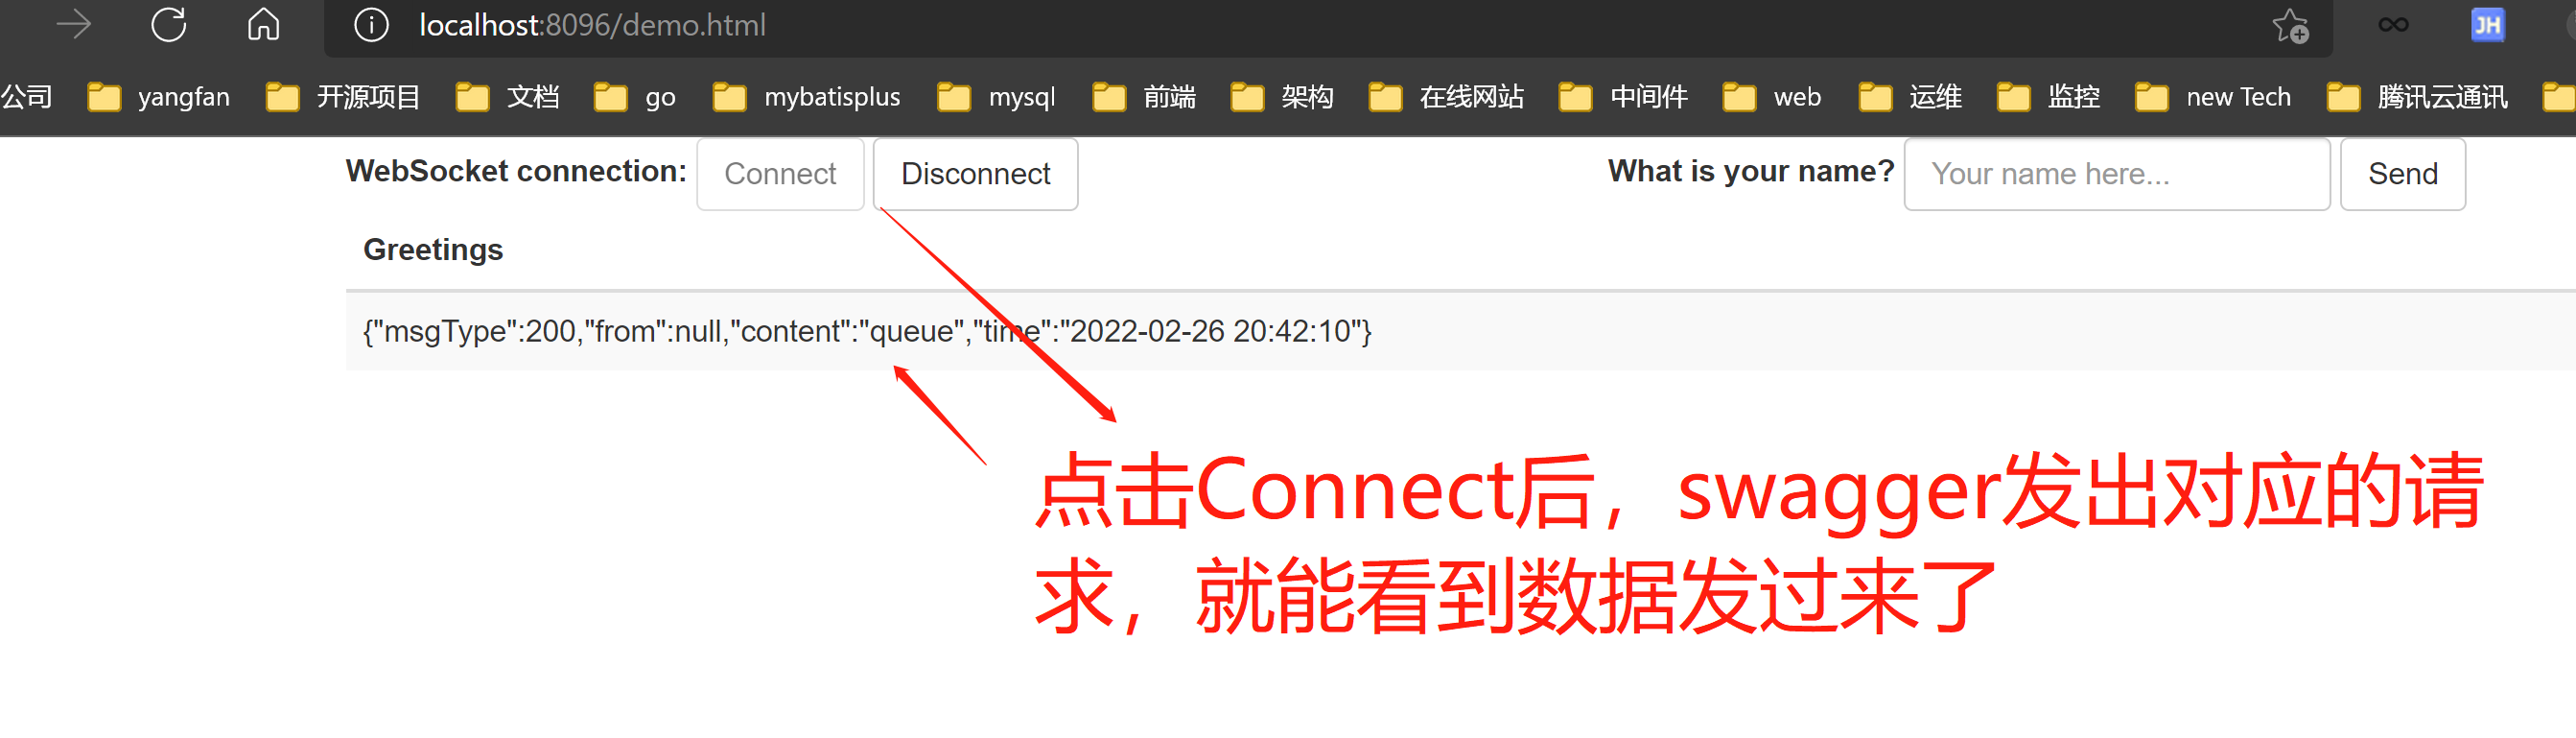 localhost:8096/demo.html
JH
公司 yangfan 开源项目 文档 go mybatisplus mysql 前端 架构 在线网站 中间件 web 运维 监控 new Tech 腾讯云通讯
WebSocket connection: Connect Disconnect What is your name? Your name here... Send
Greetings
{"msgType":200,"from":null,"content":"queue","time":"2022-02-26 20:42:10"}
点击Connect后，swagger发出对应的请
求，就能看到数据发过来了